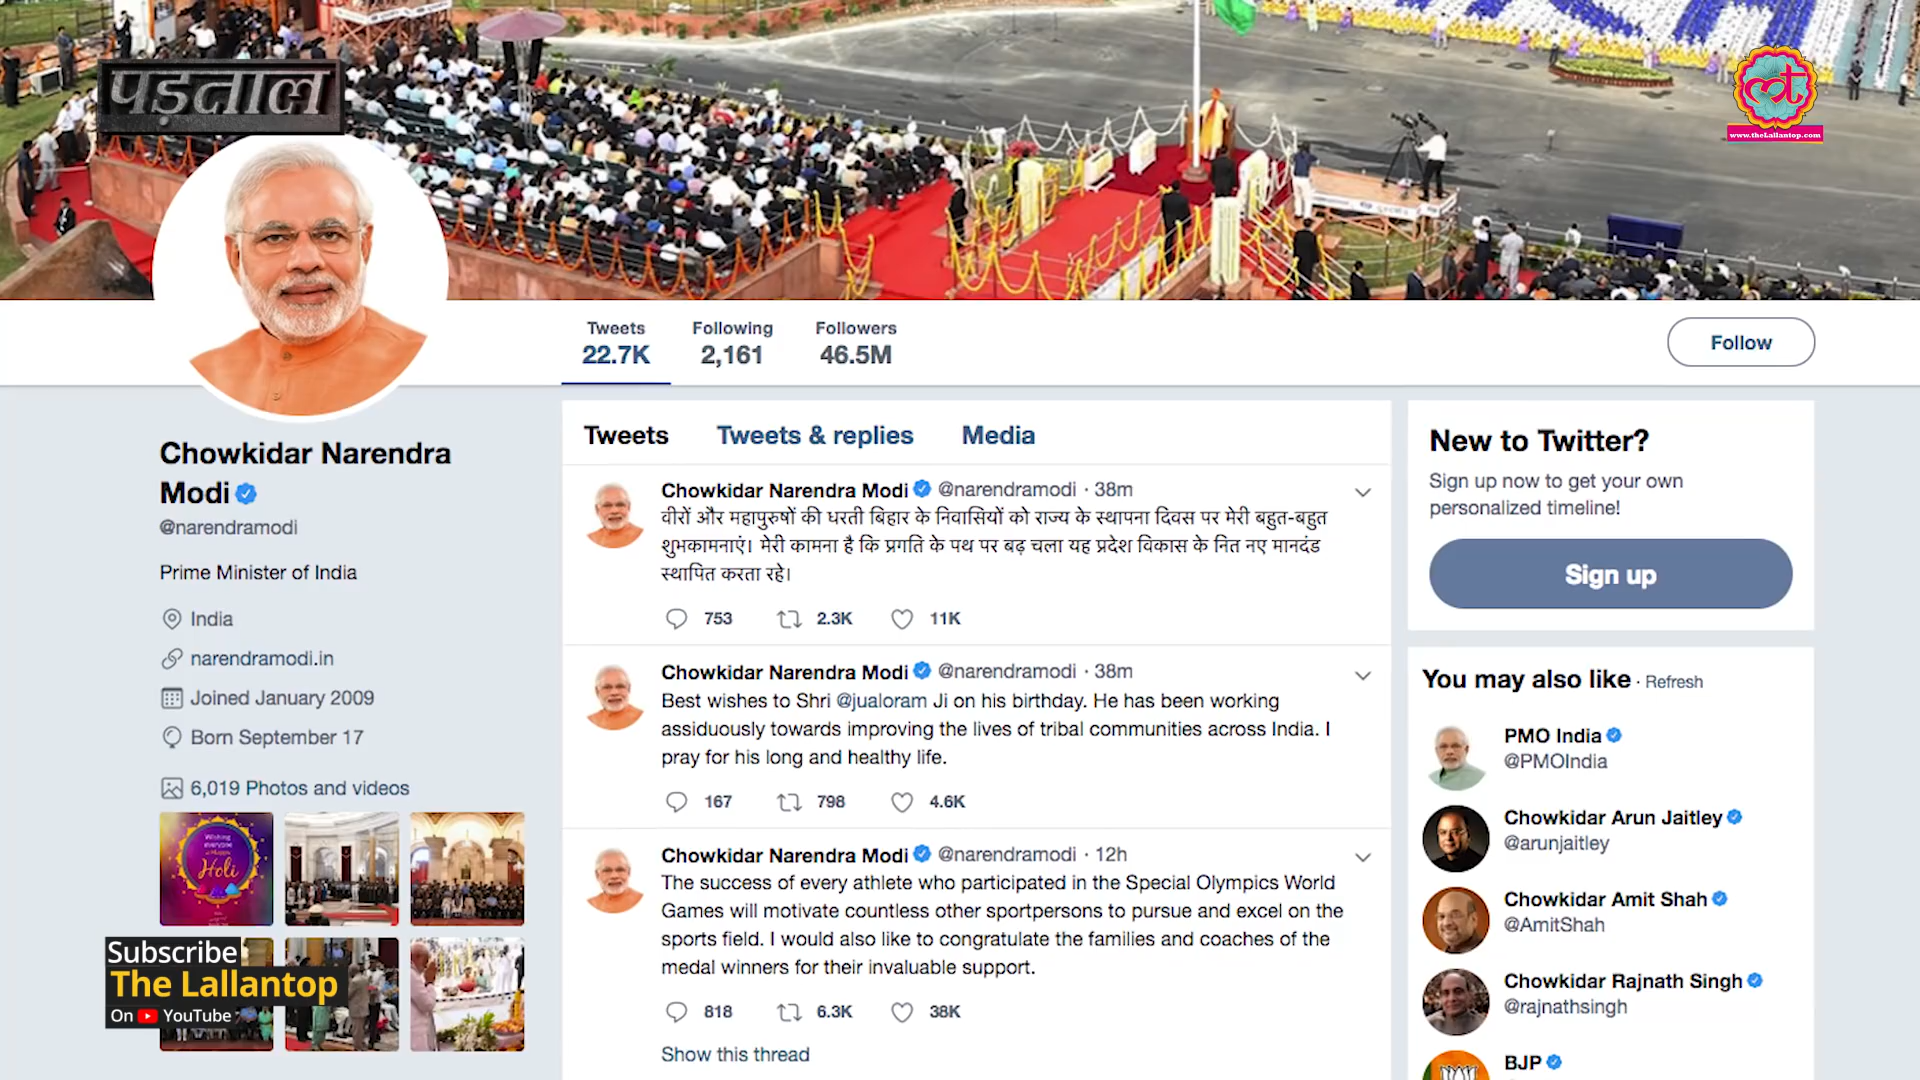 पड़ताल
www.theLallantop.com
Tweets
22.7K
Following
2,161
Followers
46.5M
Follow
Chowkidar Narendra
Modi
@narendramodi
Prime Minister of India
India
narendramodi.in
Joined January 2009
Born September 17
6,019 Photos and videos
Wishing
everyone
Holi
Subscribe
The Lallantop
On YouTube
Tweets
Tweets & replies
Media
Chowkidar Narendra Modi @narendramodi · 38m
वीरों और महापुरुषों की धरती बिहार के निवासियों को राज्य के स्थापना दिवस पर मेरी बहुत-बहुत
शुभकामनाएं। मेरी कामना है कि प्रगति के पथ पर बढ़ चला यह प्रदेश विकास के नित नए मानदंड
स्थापित करता रहे।
753 2.3K 11K
Chowkidar Narendra Modi @narendramodi · 38m
Best wishes to Shri @jualoram Ji on his birthday. He has been working
assiduously towards improving the lives of tribal communities across India. I
pray for his long and healthy life.
167 798 4.6K
Chowkidar Narendra Modi @narendramodi · 12h
The success of every athlete who participated in the Special Olympics World
Games will motivate countless other sportpersons to pursue and excel on the
sports field. I would also like to congratulate the families and coaches of the
medal winners for their invaluable support.
818 6.3K 38K
Show this thread
New to Twitter?
Sign up now to get your own
personalized timeline!
Sign up
You may also like · Refresh
PMO India
@PMOIndia
Chowkidar Arun Jaitley
@arunjaitley
Chowkidar Amit Shah
@AmitShah
Chowkidar Rajnath Singh
@rajnathsingh
BJP